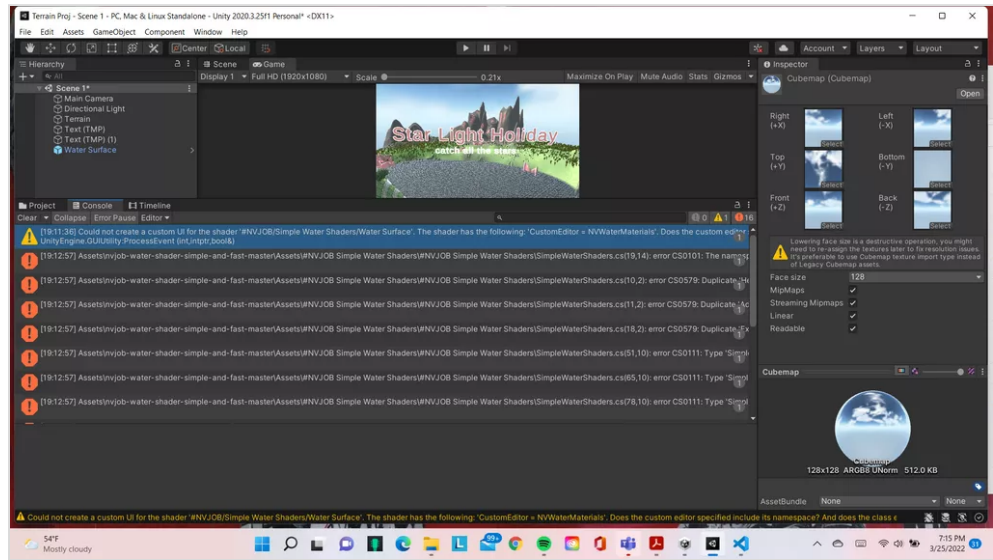 Terrain Proj - Scene 1 - PC, Mac & Linux Standalone - Unity 2020.3.25f1 Personal* <DX11>
File Edit Assets GameObject Component Window Help
Center Local
Account Layers Layout
Hierarchy
Scene Game
Inspector
All
Display 1 Full HD (1920x1080) Scale 0.21x Maximize On Play Mute Audio Stats Gizmos
Cubemap (Cubemap)
Open
Scene 1*
Main Camera
Directional Light
Terrain
Text (TMP)
Text (TMP) (1)
Water Surface
Star Light Holiday
catch all the stars
Right (+X)
Select
Left (-X)
Select
Top (+Y)
Select
Bottom (-Y)
Select
Front (+Z)
Select
Back (-Z)
Select
Project Console Timeline
Clear Collapse Error Pause Editor
0 1 16
[19:11:36] Could not create a custom UI for the shader '#NVJOB/Simple Water Shaders/Water Surface'. The shader has the following: 'CustomEditor = NVWaterMaterials'. Does the custom editor
UnityEngine.GUIUtility:ProcessEvent (int,intptr,bool&)
1
[19:12:57] Assets\nvjob-water-shader-simple-and-fast-master\Assets\#NVJOB Simple Water Shaders\#NVJOB Simple Water Shaders\SimpleWaterShaders.cs(19,14): error CS0101: The namesp
1
[19:12:57] Assets\nvjob-water-shader-simple-and-fast-master\Assets\#NVJOB Simple Water Shaders\#NVJOB Simple Water Shaders\SimpleWaterShaders.cs(10,2): error CS0579: Duplicate 'He
1
[19:12:57] Assets\nvjob-water-shader-simple-and-fast-master\Assets\#NVJOB Simple Water Shaders\#NVJOB Simple Water Shaders\SimpleWaterShaders.cs(11,2): error CS0579: Duplicate 'Ac
1
[19:12:57] Assets\nvjob-water-shader-simple-and-fast-master\Assets\#NVJOB Simple Water Shaders\#NVJOB Simple Water Shaders\SimpleWaterShaders.cs(18,2): error CS0579: Duplicate 'Ex
1
[19:12:57] Assets\nvjob-water-shader-simple-and-fast-master\Assets\#NVJOB Simple Water Shaders\#NVJOB Simple Water Shaders\SimpleWaterShaders.cs(51,10): error CS0111: Type 'Simpl
1
[19:12:57] Assets\nvjob-water-shader-simple-and-fast-master\Assets\#NVJOB Simple Water Shaders\#NVJOB Simple Water Shaders\SimpleWaterShaders.cs(65,10): error CS0111: Type 'Simpl
1
[19:12:57] Assets\nvjob-water-shader-simple-and-fast-master\Assets\#NVJOB Simple Water Shaders\#NVJOB Simple Water Shaders\SimpleWaterShaders.cs(78,10): error CS0111: Type 'Simpl
1
Lowering face size is a destructive operation, you might
need to re-assign the textures later to fix resolution issues.
It's preferable to use Cubemap texture import type instead
of Legacy Cubemap assets.
Face size 128
MipMaps
Streaming Mipmaps
Linear
Readable
Cubemap
Cubemap
128x128 ARGB8 UNorm 512.0 KB
AssetBundle None None
Could not create a custom UI for the shader '#NVJOB/Simple Water Shaders/Water Surface'. The shader has the following: 'CustomEditor = NVWaterMaterials'. Does the custom editor specified include its namespace? And does the class e
54°F
Mostly cloudy
99+
7:15 PM
3/25/2022
31